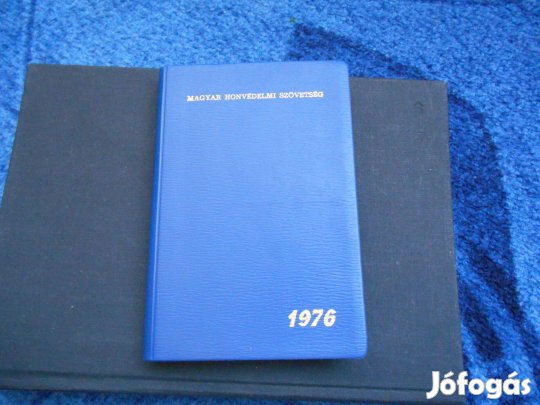 MAGYAR HONVÉDELMI SZÖVETSÉG
1976
Jófogás